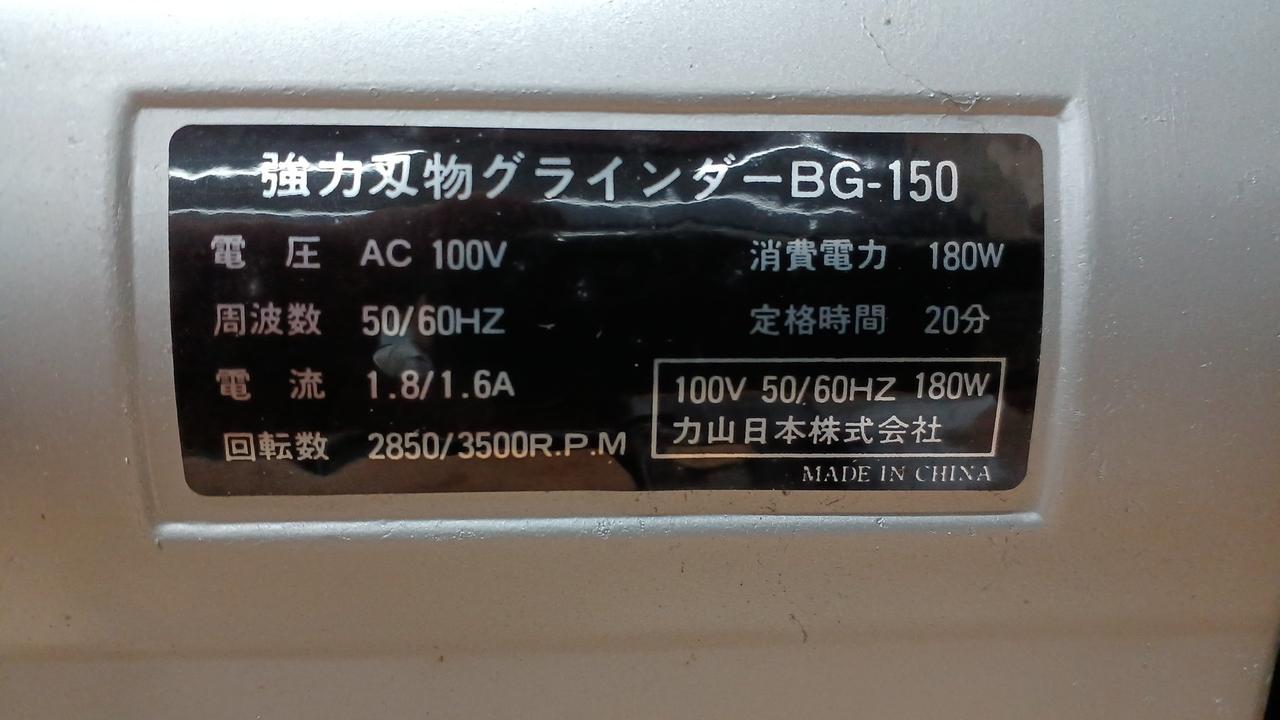 強力刃物グラインダーBG-150
電 圧 AC 100V 消費電力 180W
周波数 50/60HZ 定格時間 20分
電 流 1.8/1.6A
100V 50/60HZ 180W
回転数 2850/3500R.P.M
力山日本株式会社
MADE IN CHINA